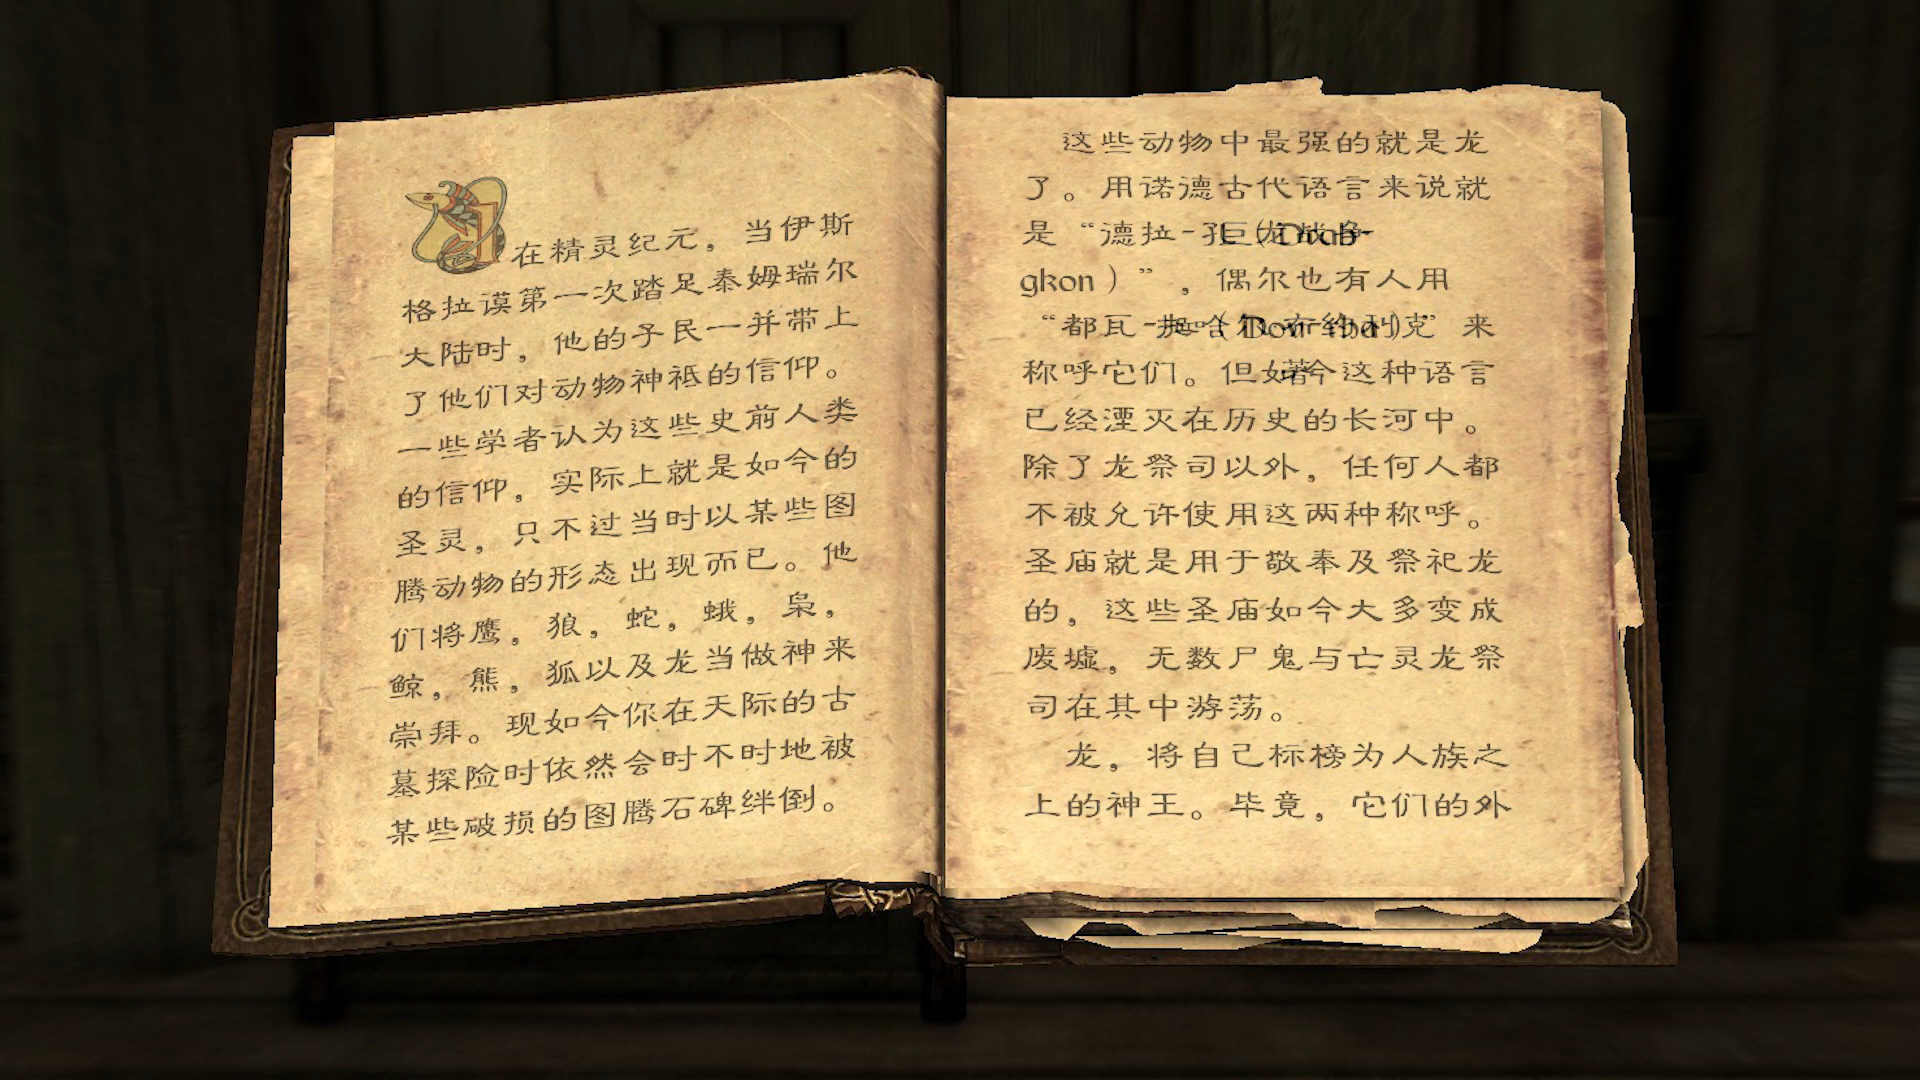 在精灵纪元，当伊斯
格拉谟第一次踏足泰姆瑞尔
大陆时，他的子民一并带上
了他们对动物神祗的信仰。
一些学者认为这些史前人类
的信仰，实际上就是如今的
圣灵，只不过当时以某些图
腾动物的形态出现而已。他
们将鹰，狼，蛇，蛾，枭，
鲸，熊，狐以及龙当做神来
崇拜。现如今你在天际的古
墓探险时依然会时不时地被
某些破损的图腾石碑绊倒。
这些动物中最强的就是龙
了。用诺德古代语言来说就
是“德拉-
gkon）”，偶尔也有人用
“都瓦- ”来
称呼它们。但如今这种语言
已经湮灭在历史的长河中。
除了龙祭司以外，任何人都
不被允许使用这两种称呼。
圣庙就是用于敬奉及祭祀龙
的，这些圣庙如今大多变成
废墟，无数尸鬼与亡灵龙祭
司在其中游荡。
龙，将自己标榜为人族之
上的神王。毕竟，它们的外